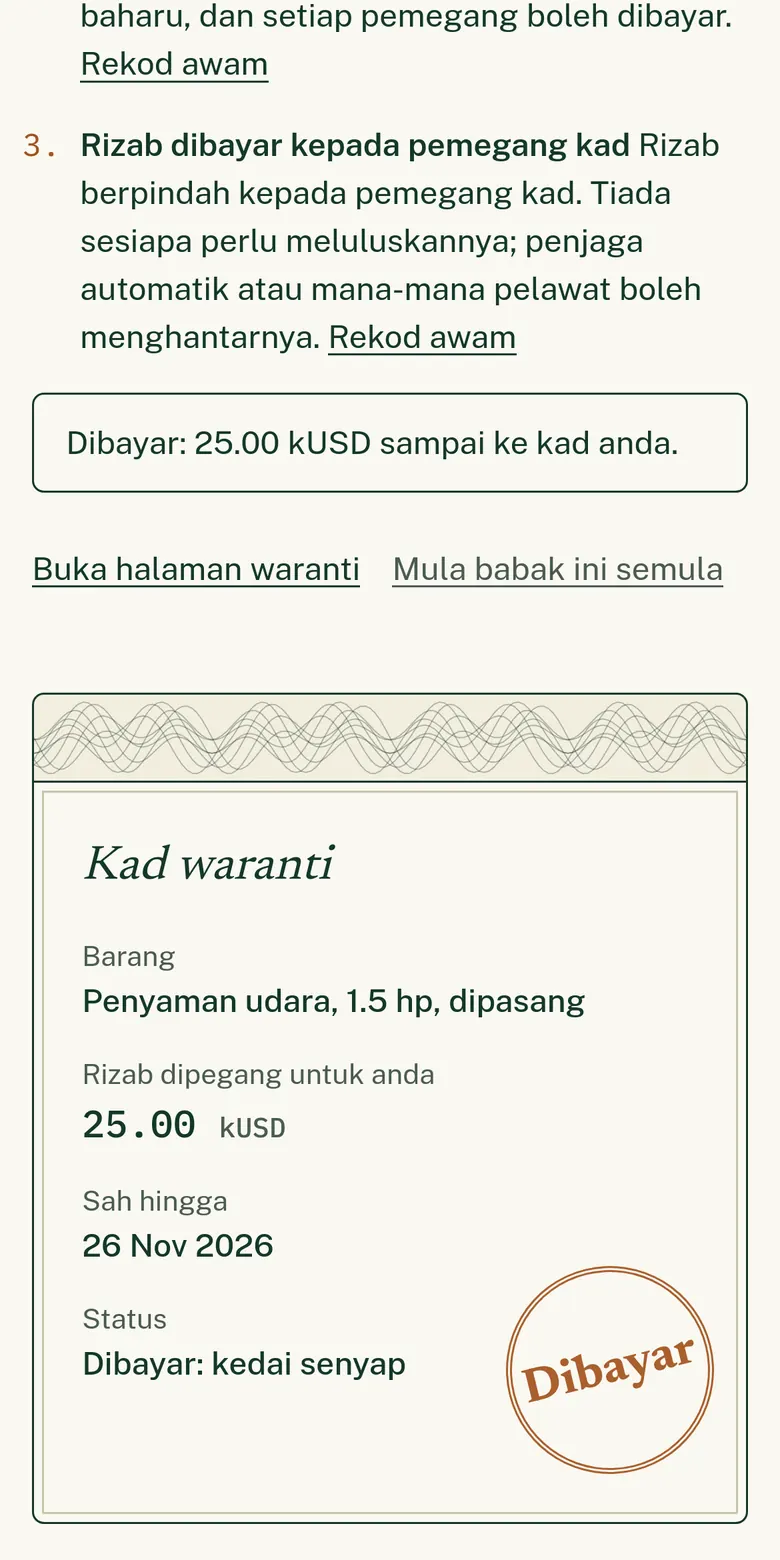 baharu, dan setiap pemegang boleh dibayar.
Rekod awam
3. Rizab dibayar kepada pemegang kad Rizab
berpindah kepada pemegang kad. Tiada
sesiapa perlu meluluskannya; penjaga
automatik atau mana-mana pelawat boleh
menghantarnya. Rekod awam
Dibayar: 25.00 kUSD sampai ke kad anda.
Buka halaman waranti Mula babak ini semula
Kad waranti
Barang
Penyaman udara, 1.5 hp, dipasang
Rizab dipegang untuk anda
25.00 kUSD
Sah hingga
26 Nov 2026
Status
Dibayar: kedai senyap
Dibayar